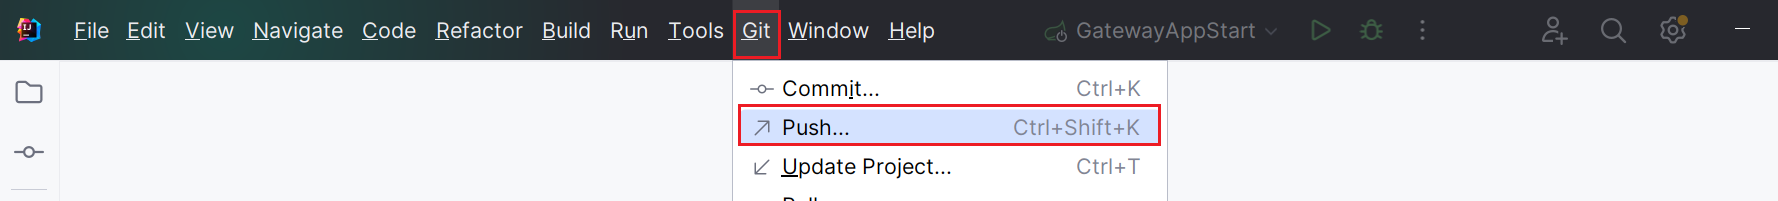 File Edit View Navigate Code Refactor Build Run Tools Git Window Help GatewayAppStart
Commit... Ctrl+K
Push... Ctrl+Shift+K
Update Project... Ctrl+T